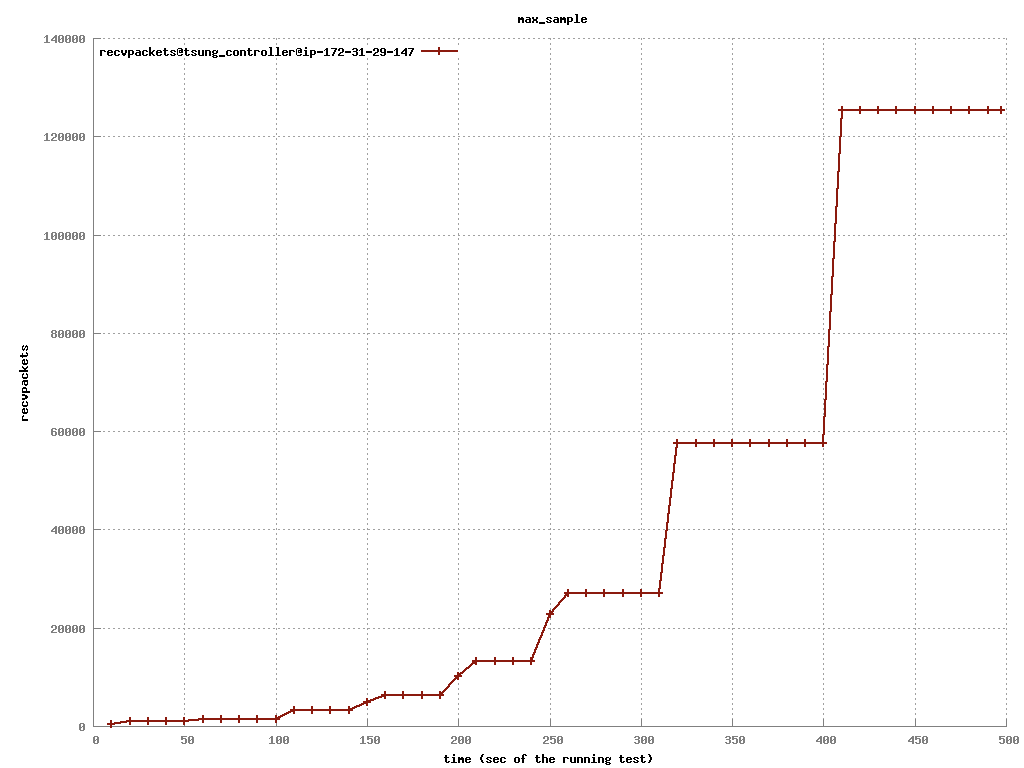 max_sample
140000
recvpackets@tsung_controller@ip-172-31-29-147
120000
100000
80000
recvpackets
60000
40000
20000
0
0 50 100 150 200 250 300 350 400 450 500
time (sec of the running test)